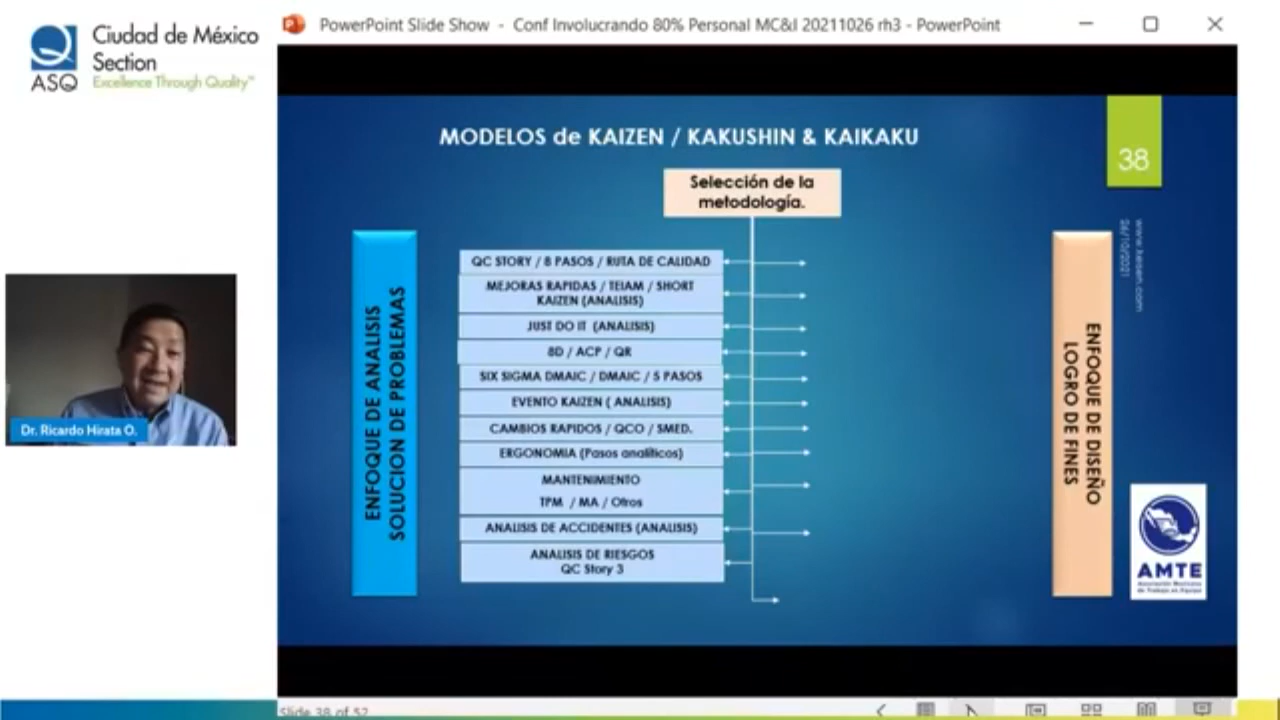 ASQ
Ciudad de México
Section
Excellence Through Quality™
PowerPoint Slide Show - Conf Involucrando 80% Personal MC&I 20211026 rh3 - PowerPoint
MODELOS de KAIZEN / KAKUSHIN & KAIKAKU
38
Selección de la
metodología.
www.keisen.com
26/10/2021
ENFOQUE DE ANALISIS
SOLUCION DE PROBLEMAS
QC STORY / 8 PASOS / RUTA DE CALIDAD
MEJORAS RAPIDAS / TEIAM / SHORT
KAIZEN (ANALISIS)
JUST DO IT (ANALISIS)
8D / ACP / QR
SIX SIGMA DMAIC / DMAIC / 5 PASOS
EVENTO KAIZEN ( ANALISIS)
CAMBIOS RAPIDOS / QCO / SMED.
ERGONOMIA (Pasos analíticos)
MANTENIMIENTO
TPM / MA / Otros
ANALISIS DE ACCIDENTES (ANALISIS)
ANALISIS DE RIESGOS
QC Story 3
ENFOQUE DE DISEÑO
LOGRO DE FINES
Dr. Ricardo Hirata O.
AMTE
Asociación Mexicana
de Trabajo en Equipo
Slide 38 of 52